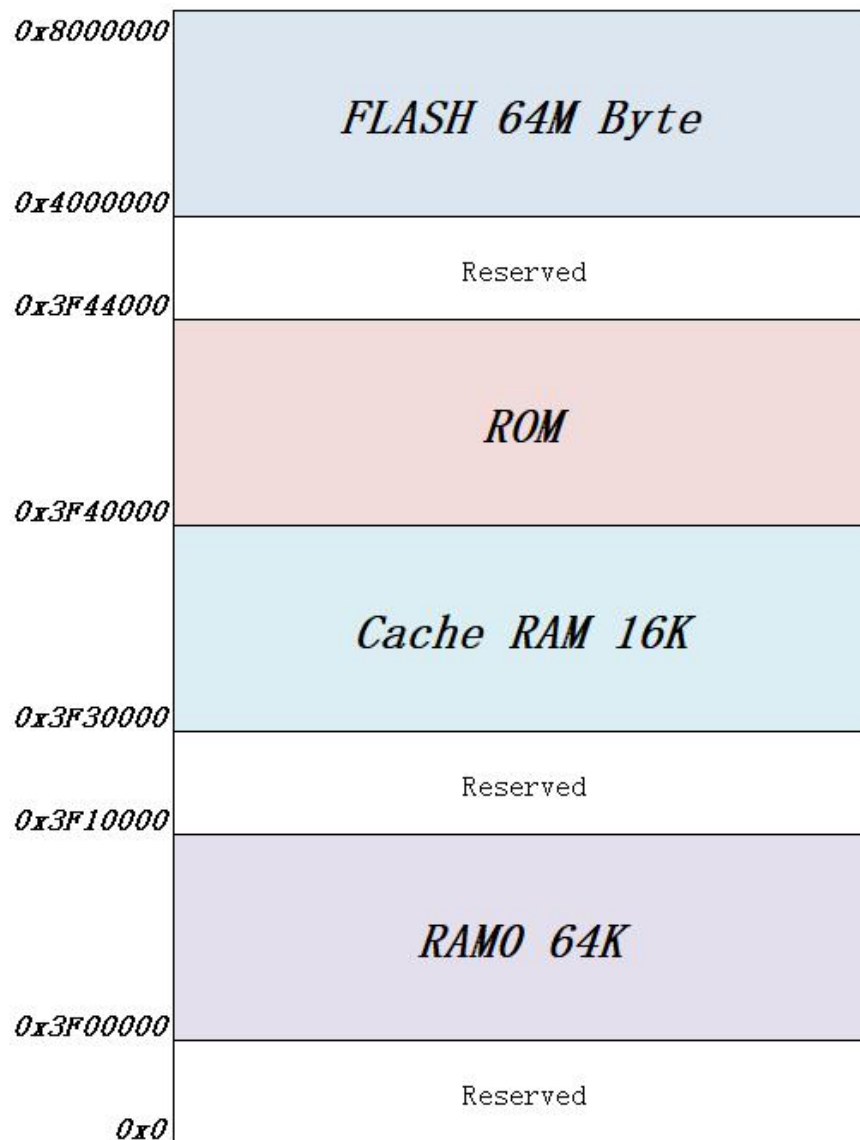 0x8000000
FLASH 64M Byte
0x4000000
Reserved
0x3F44000
ROM
0x3F40000
Cache RAM 16K
0x3F30000
Reserved
0x3F10000
RAM0 64K
0x3F00000
Reserved
0x0